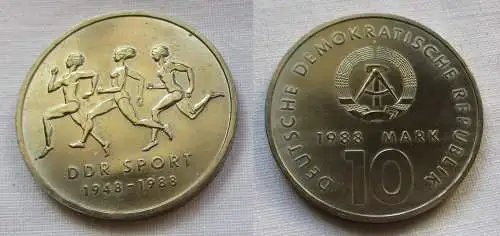 DDR SPORT
1948-1988
DEUTSCHE DEMOKRATISCHE REPUBLIK
1988 MARK
10